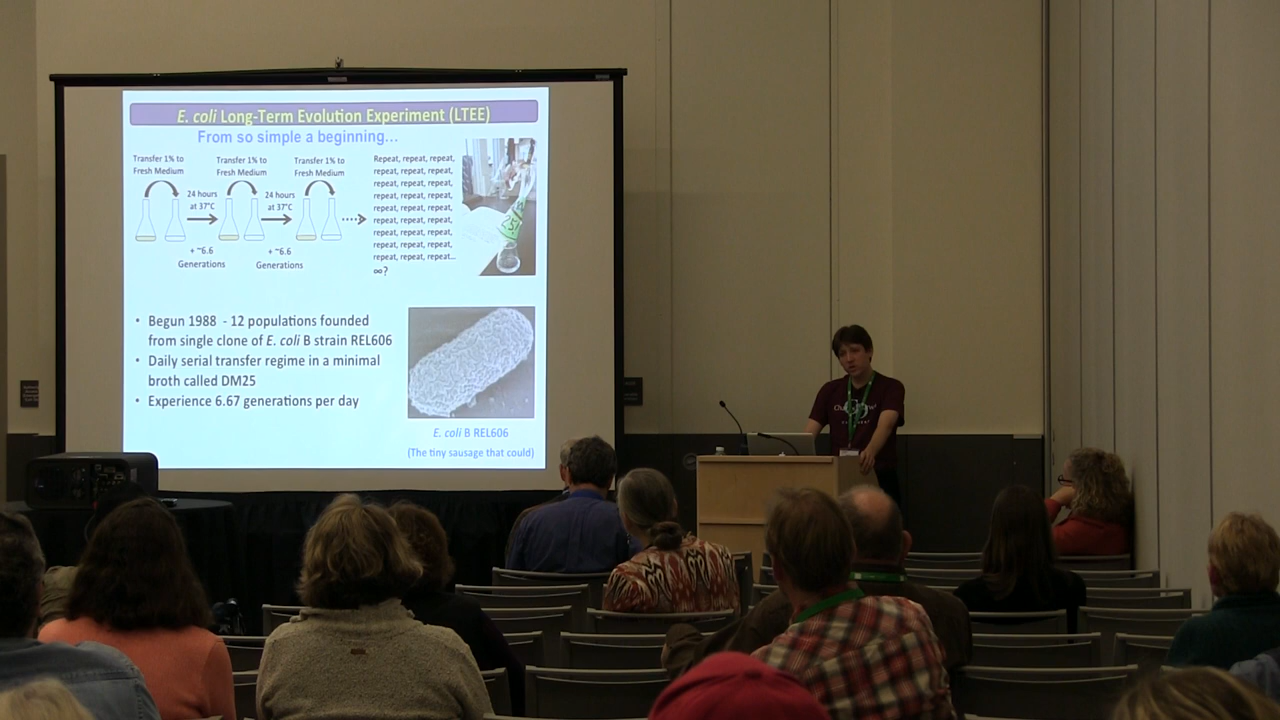 E. coli Long-Term Evolution Experiment (LTEE)
From so simple a beginning...
Transfer 1% to
Fresh Medium
Transfer 1% to
Fresh Medium
Transfer 1% to
Fresh Medium
24 hours
at 37°C
24 hours
at 37°C
+ ~6.6
Generations
+ ~6.6
Generations
Repeat, repeat, repeat,
repeat, repeat, repeat,
repeat, repeat, repeat,
repeat, repeat, repeat,
repeat, repeat, repeat,
repeat, repeat, repeat,
repeat, repeat, repeat,
repeat, repeat, repeat,
repeat, repeat, repeat...
∞?
• Begun 1988 - 12 populations founded
from single clone of E. coli B strain REL606
• Daily serial transfer regime in a minimal
broth called DM25
• Experience 6.67 generations per day
E. coli B REL606
(The tiny sausage that could)